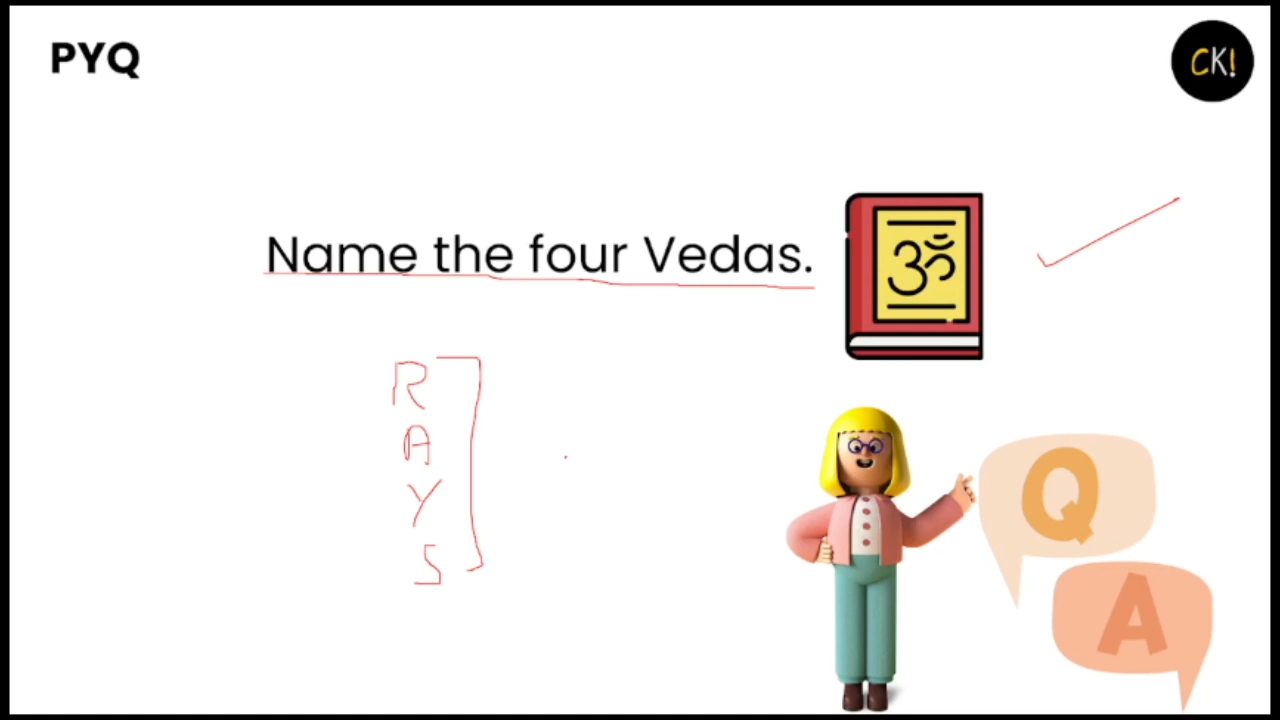 PYQ
CK!
Name the four Vedas.
ॐ
R
A
Y
S
Q
A